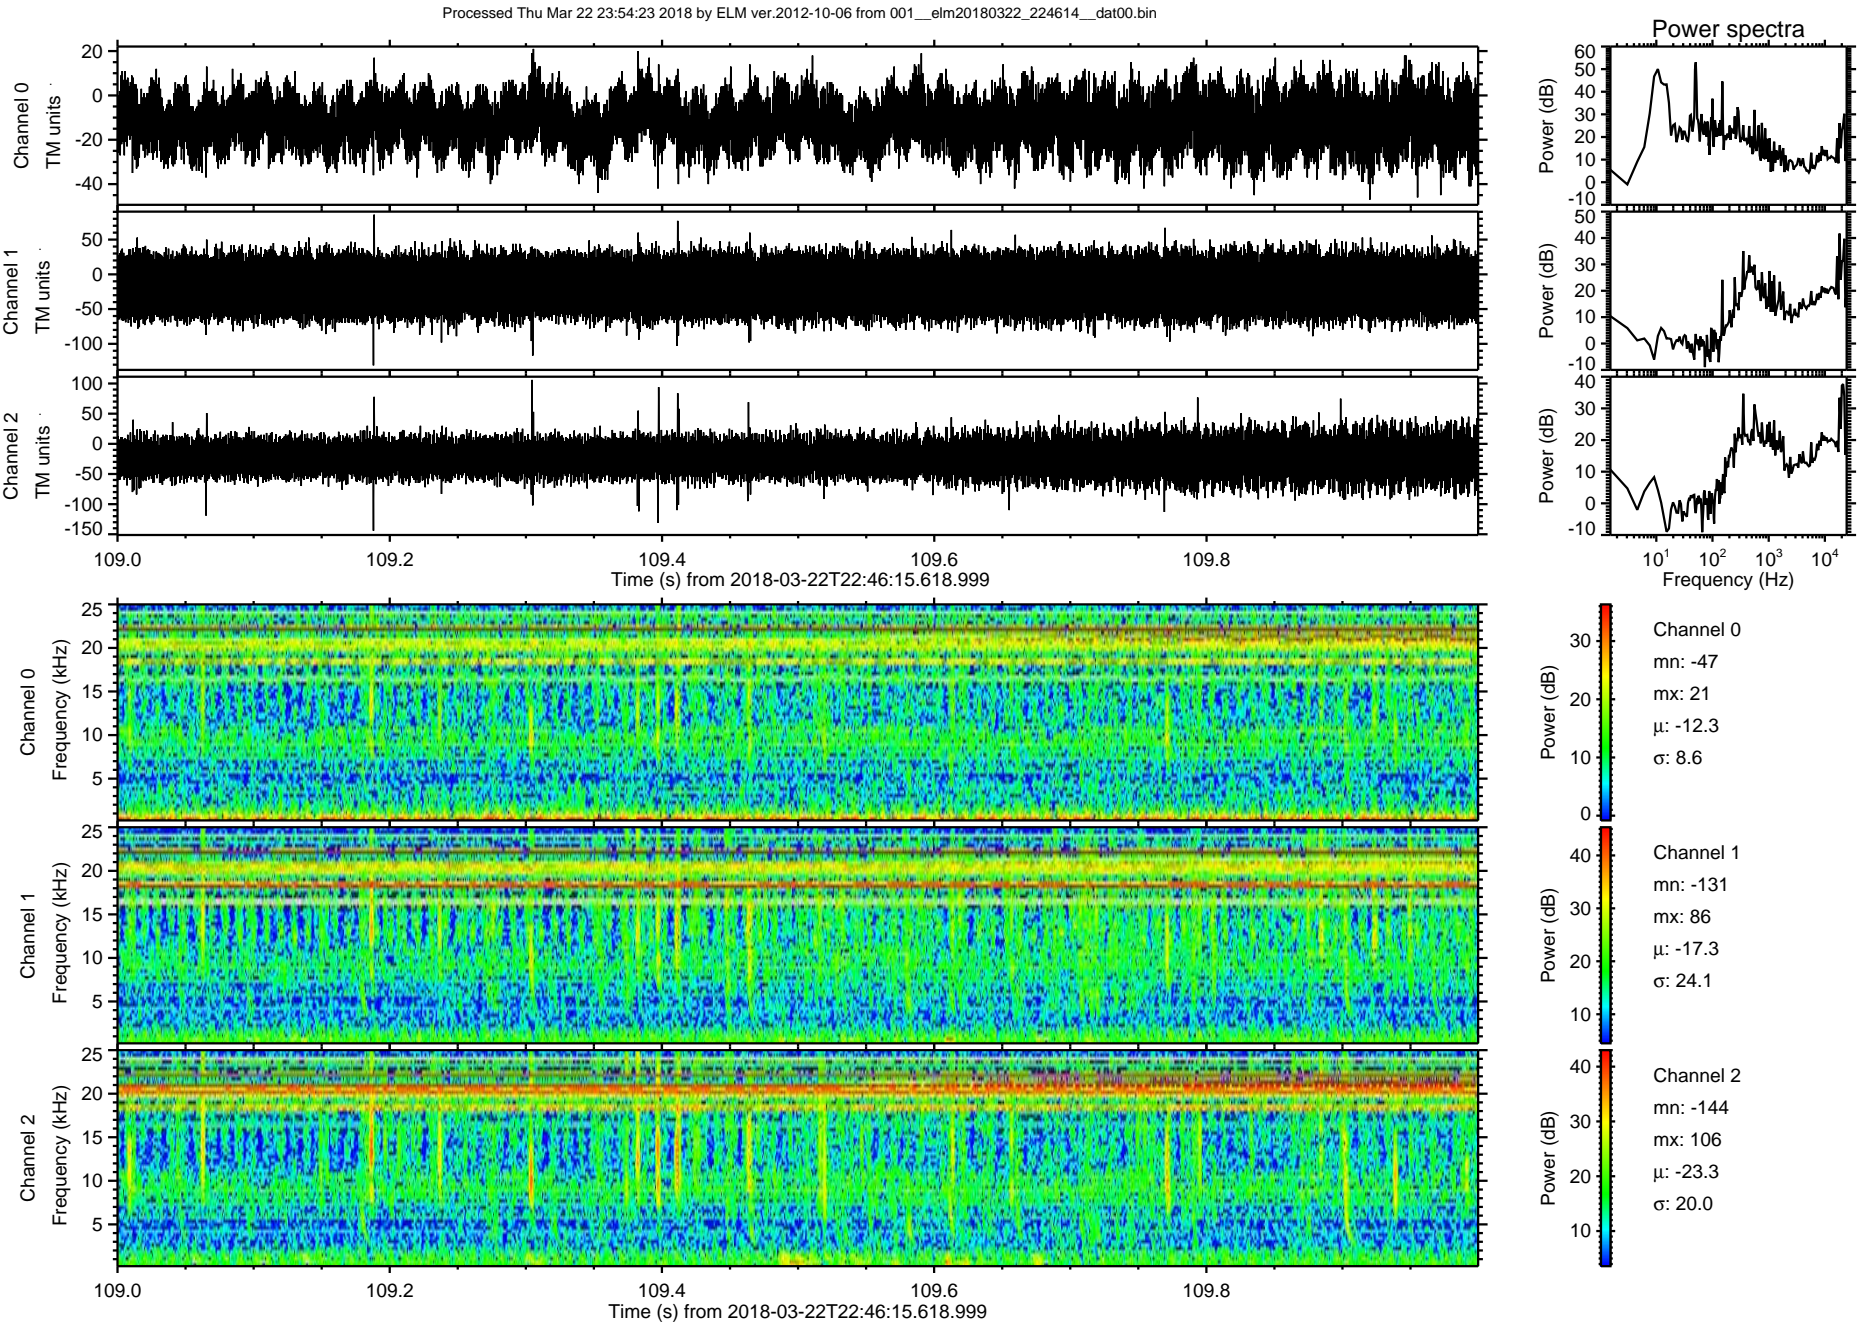 Processed Thu Mar 22 23:54:23 2018 by ELM ver.2012-10-06 from 001__elm20180322_224614__dat00.bin
Power spectra
Channel 0
TM units
20
0
-20
-40
Power (dB)
60
50
40
30
20
10
0
-10
Channel 1
TM units
50
0
-50
-100
Power (dB)
50
40
30
20
10
0
-10
Channel 2
TM units
100
50
0
-50
-100
-150
Power (dB)
40
30
20
10
0
-10
109.0 109.2 109.4 109.6 109.8
Time (s) from 2018-03-22T22:46:15.618.999
10^1 10^2 10^3 10^4
Frequency (Hz)
Channel 0
Frequency (kHz)
25
20
15
10
5
Power (dB)
30
20
10
0
Channel 0
mn: -47
mx: 21
μ: -12.3
σ: 8.6
Channel 1
Frequency (kHz)
25
20
15
10
5
Power (dB)
40
30
20
10
Channel 1
mn: -131
mx: 86
μ: -17.3
σ: 24.1
Channel 2
Frequency (kHz)
25
20
15
10
5
Power (dB)
40
30
20
10
Channel 2
mn: -144
mx: 106
μ: -23.3
σ: 20.0
109.0 109.2 109.4 109.6 109.8
Time (s) from 2018-03-22T22:46:15.618.999